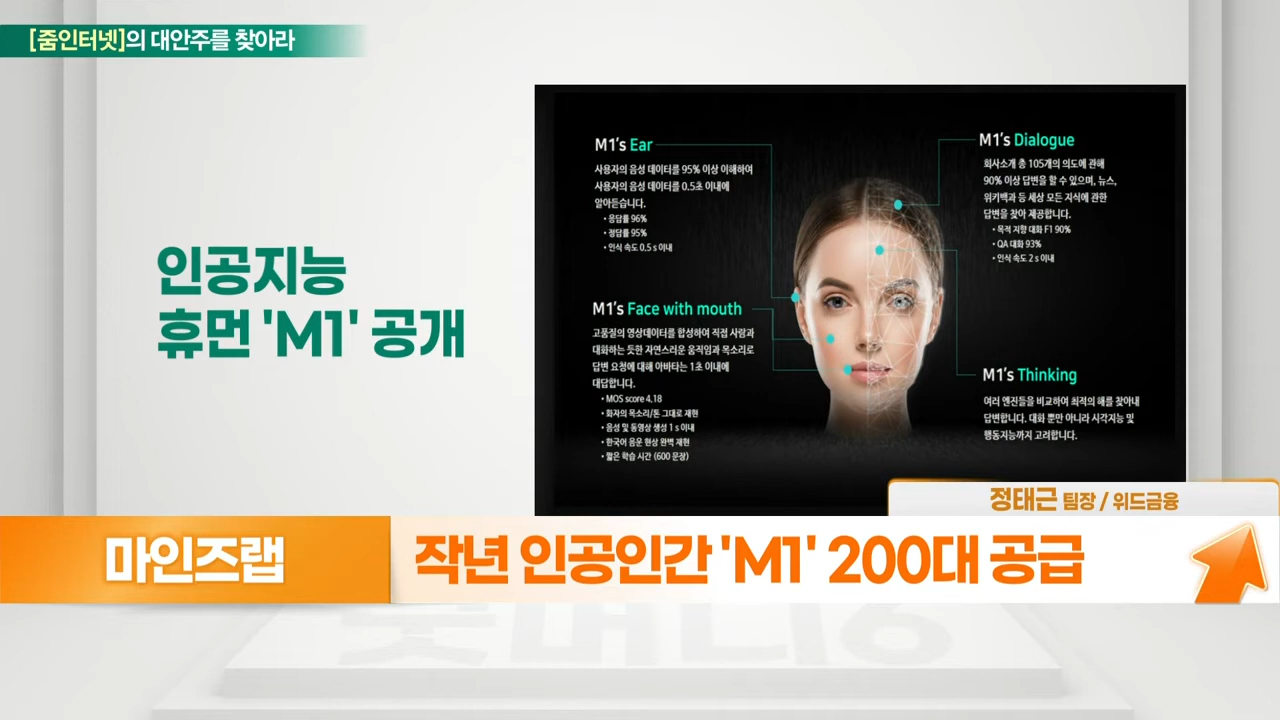 [줌인터넷]의 대안주를 찾아라
인공지능
휴먼 'M1' 공개
M1's Ear
사용자의 음성 데이터를 95% 이상 이해하여
사용자의 음성 데이터를 0.5초 이내에
알아듣습니다.
• 응답률 96%
• 정답률 95%
• 인식 속도 0.5 s 이내
M1's Face with mouth
고품질의 영상데이터를 합성하여 직접 사람과
대화하는 듯한 자연스러운 움직임과 목소리로
답변 요청에 대해 아바타는 1초 이내에
대답합니다.
• MOS score 4.18
• 화자의 목소리/톤 그대로 재현
• 음성 및 동영상 생성 1 s 이내
• 한국어 음운 현상 완벽 재현
• 짧은 학습 시간 (600 문장)
M1's Dialogue
회사소개 총 105개의 의도에 관해
90% 이상 답변을 할 수 있으며, 뉴스,
위키백과 등 세상 모든 지식에 관한
답변을 찾아 제공합니다.
• 목적 지향 대화 F1 90%
• QA 대화 93%
• 인식 속도 2 s 이내
M1's Thinking
여러 엔진들을 비교하여 최적의 해를 찾아내
답변합니다. 대화 뿐만 아니라 시각지능 및
행동지능까지 고려합니다.
정태근 팀장 / 위드금융
마인즈랩
작년 인공인간 'M1' 200대 공급